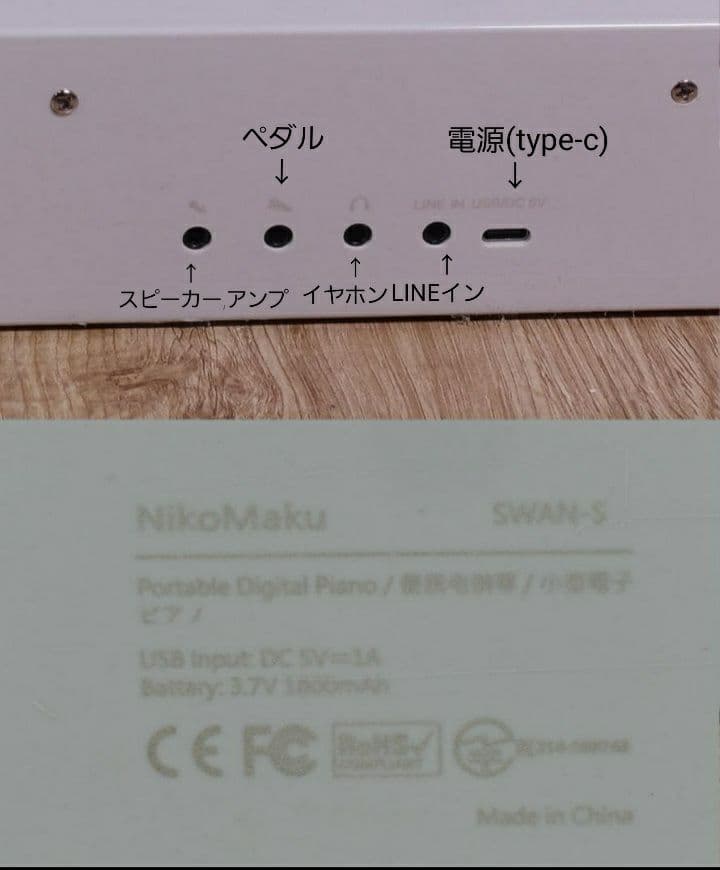 ペダル
電源(type-c)
↓
↓
LINE IN USB/DC 5V
↑
↑
↑
スピーカー,アンプ
イヤホン
LINEイン
NikoMaku
SWAN-S
Portable Digital Piano / 便携电钢琴 / 小型電子
ピアノ
USB Input: DC 5V=1A
Battery: 3.7V 1800mAh
CE FC RoHS COMPLIANT
Made in China